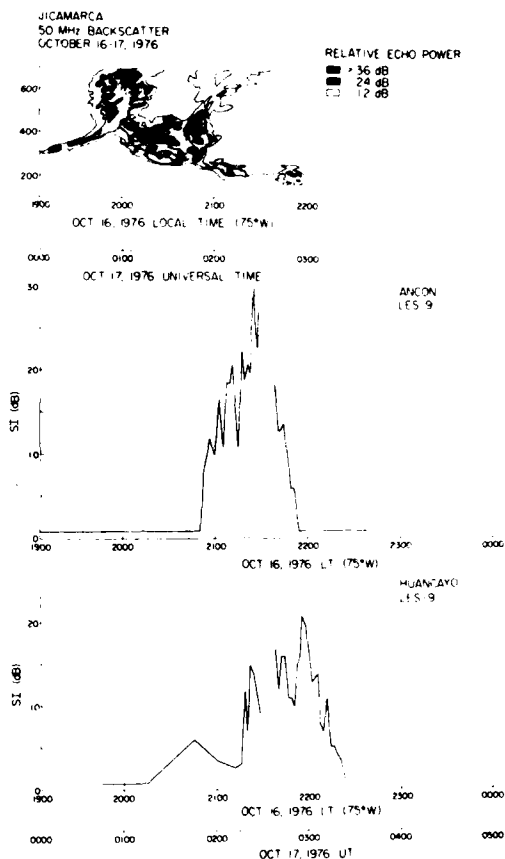 JICAMARCA
50 MHz BACKSCATTER
OCTOBER 16-17, 1976
RELATIVE ECHO POWER
> 36 dB
24 dB
12 dB
600
400
200
1900 2000 2100 2200
OCT 16, 1976 LOCAL TIME (75°W)
0000 0100 0200 0300
OCT 17, 1976 UNIVERSAL TIME
ANCON
LES-9
30
20
10
0
SI (dB)
1900 2000 2100 2200 2300 0000
OCT 16, 1976 LT (75°W)
HUANCAYO
LES-9
20
10
0
SI (dB)
1900 2000 2100 2200 2300 0000
OCT 16, 1976 LT (75°W)
0000 0100 0200 0300 0400 0500
OCT 17, 1976 UT